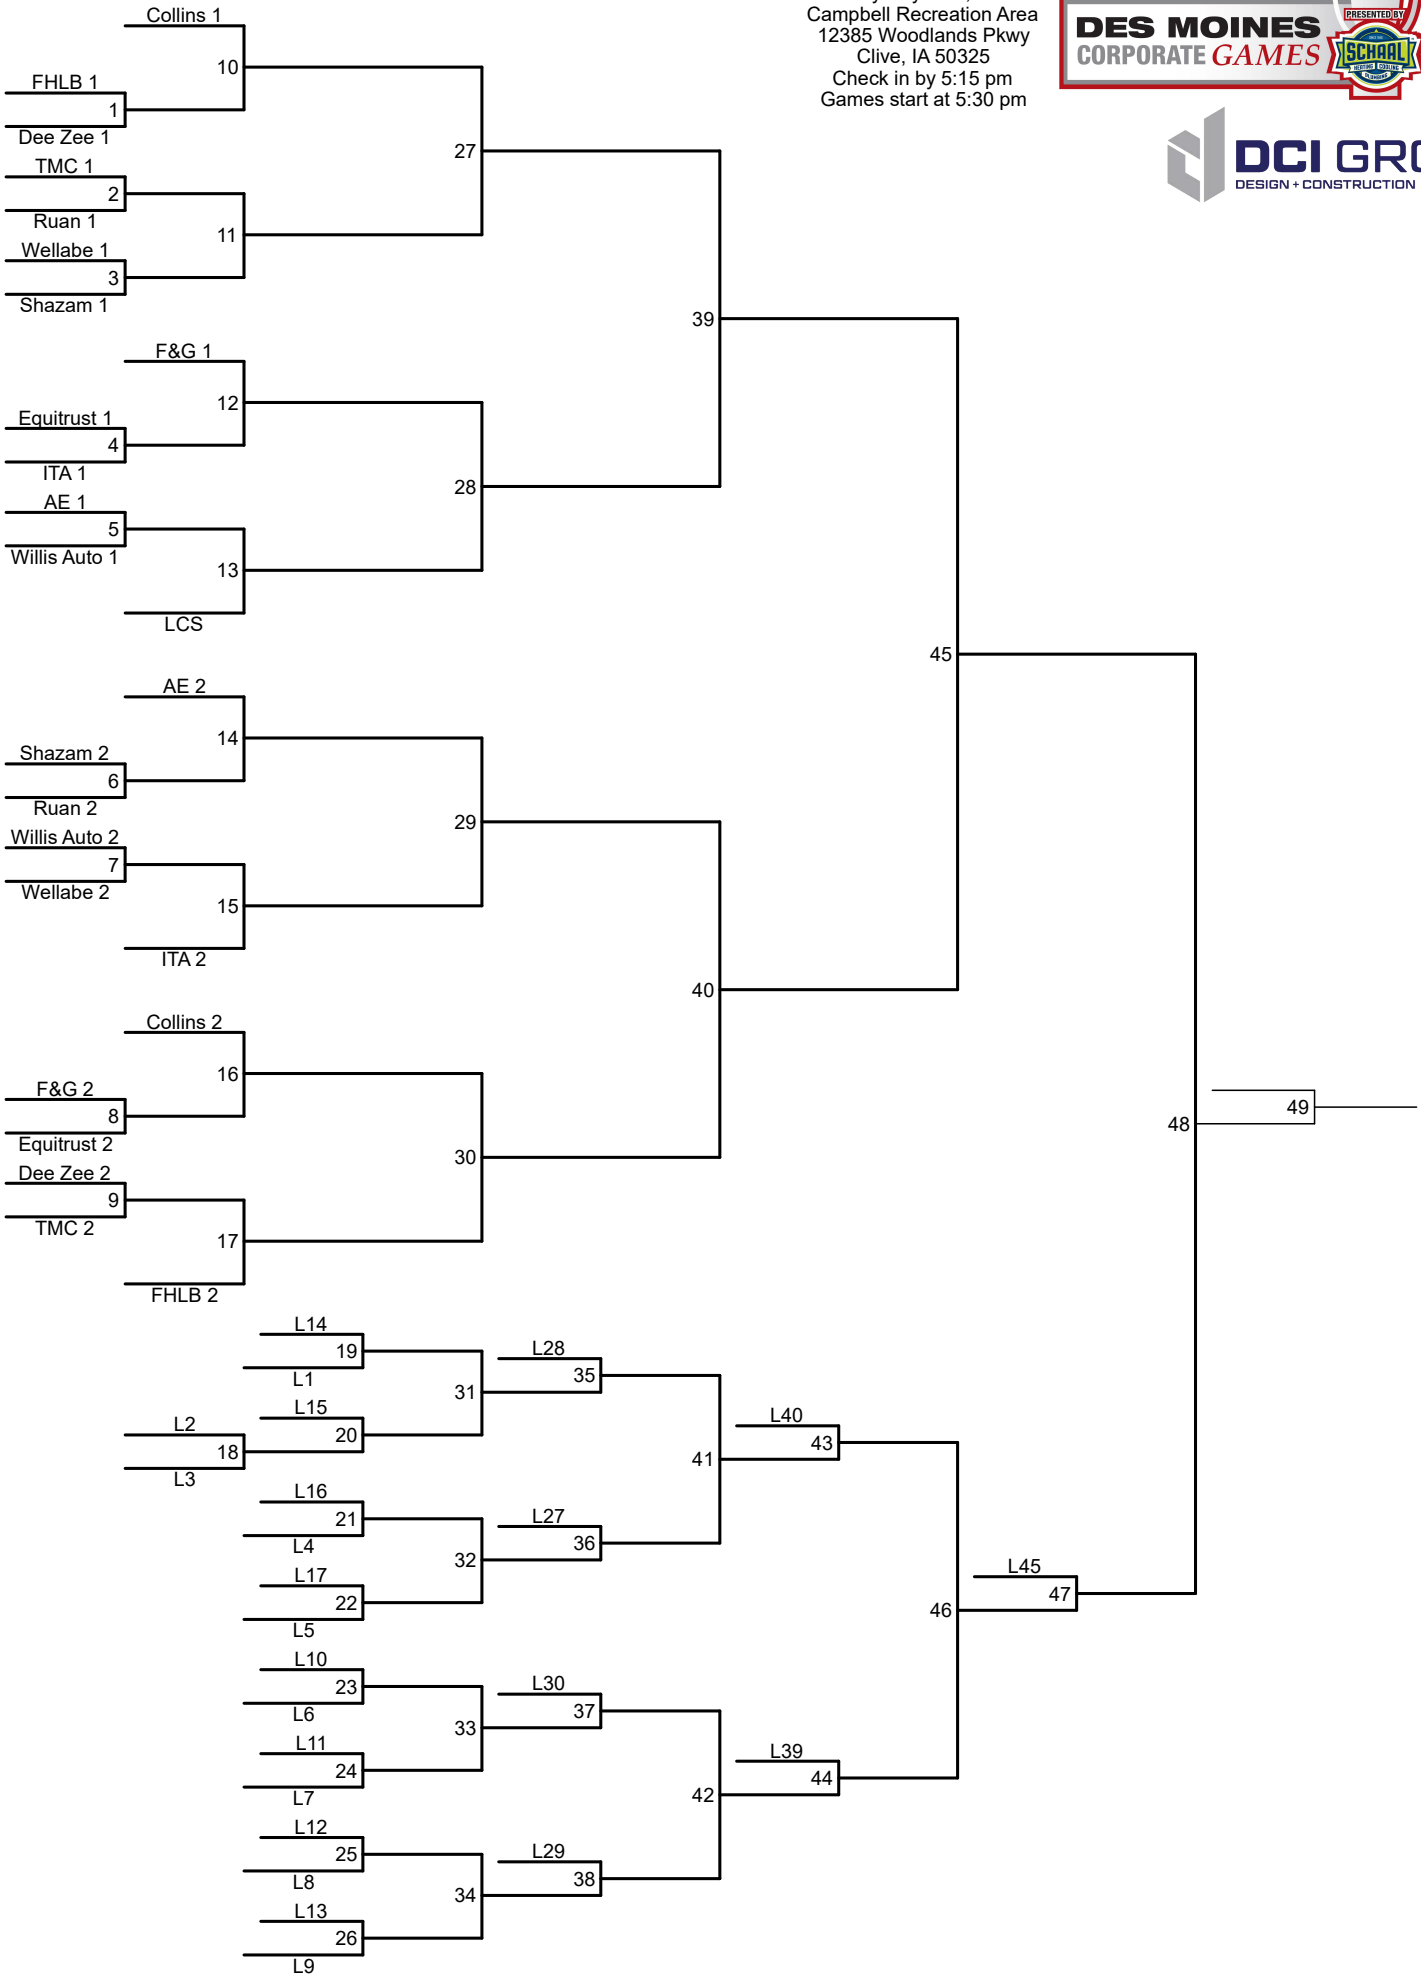 Campbell Recreation Area
12385 Woodlands Pkwy
Clive, IA 50325
Check in by 5:15 pm
Games start at 5:30 pm
DES MOINES
CORPORATE GAMES
PRESENTED BY
SCHAAL
HEATING COOLING
PLUMBING
DCI GRO
DESIGN + CONSTRUCTION
Collins 1
10
FHLB 1
1
Dee Zee 1
27
TMC 1
2
Ruan 1
11
Wellabe 1
3
Shazam 1
39
F&G 1
12
Equitrust 1
4
ITA 1
28
AE 1
5
Willis Auto 1
13
LCS
45
AE 2
14
Shazam 2
6
Ruan 2
29
Willis Auto 2
7
Wellabe 2
15
ITA 2
40
Collins 2
16
F&G 2
8
Equitrust 2
30
Dee Zee 2
9
TMC 2
17
FHLB 2
49
48
L14
19
L1
31
L15
20
L2
18
L3
L28
35
41
L40
43
L16
21
L4
32
L27
36
L17
22
L5
46
L45
47
L10
23
L6
33
L30
37
L11
24
L7
42
L39
44
L12
25
L8
34
L29
38
L13
26
L9